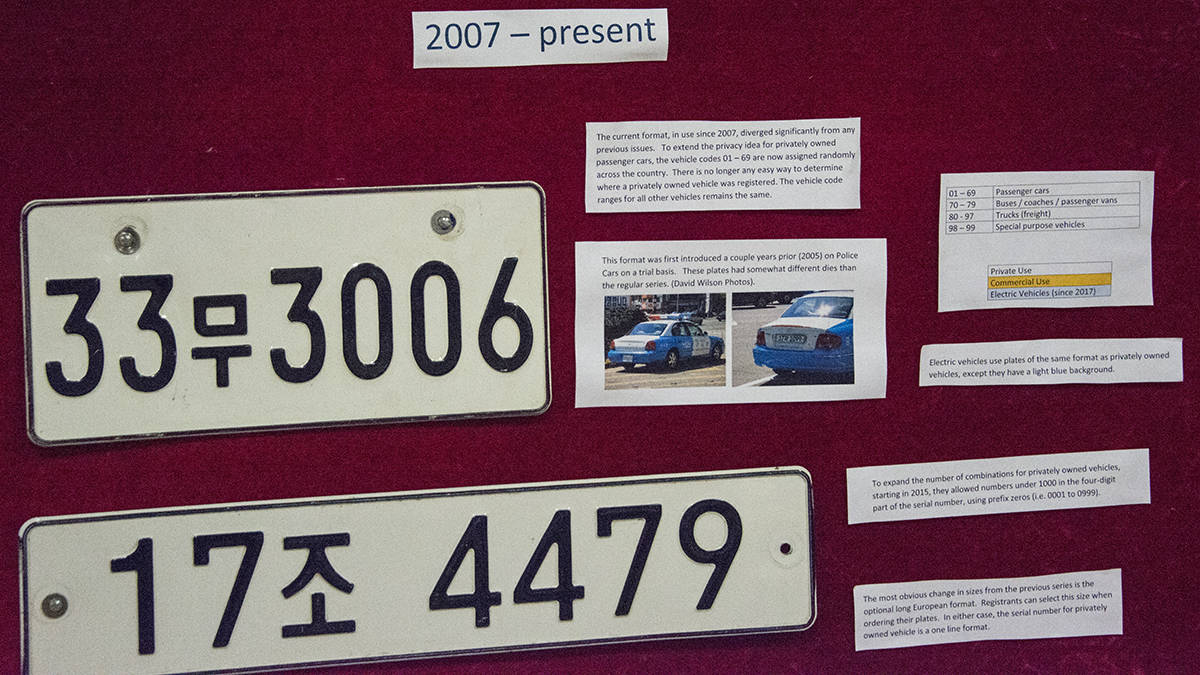 2007 – present
The current format, in use since 2007, diverged significantly from any
previous issues. To extend the privacy idea for privately owned
passenger cars, the vehicle codes 01 – 69 are now assigned randomly
across the country. There is no longer any easy way to determine
where a privately owned vehicle was registered. The vehicle code
ranges for all other vehicles remains the same.
01 – 69 Passenger cars
70 – 79 Buses / coaches / passenger vans
80 - 97 Trucks (freight)
98 – 99 Special purpose vehicles
Private Use
Commercial Use
Electric Vehicles (since 2017)
33무3006
This format was first introduced a couple years prior (2005) on Police
Cars on a trial basis. These plates had somewhat different dies than
the regular series. (David Wilson Photos).
Electric vehicles use plates of the same format as privately owned
vehicles, except they have a light blue background.
To expand the number of combinations for privately owned vehicles,
starting in 2015, they allowed numbers under 1000 in the four-digit
part of the serial number, using prefix zeros (i.e. 0001 to 0999).
17조 4479
The most obvious change in sizes from the previous series is the
optional long European format. Registrants can select this size when
ordering their plates. In either case, the serial number for privately
owned vehicle is a one line format.